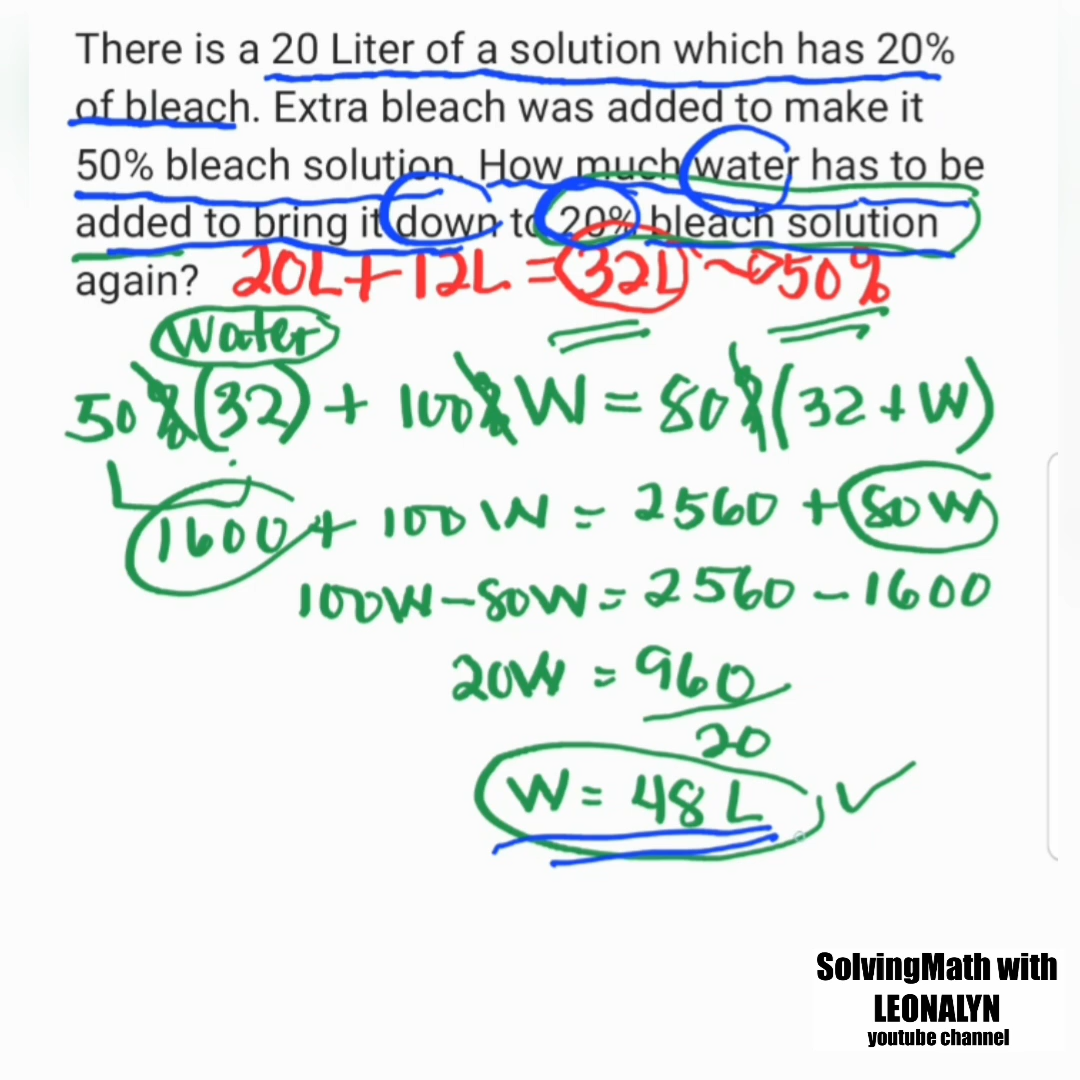 There is a 20 Liter of a solution which has 20%
of bleach. Extra bleach was added to make it
50% bleach solution. How much water has to be
added to bring it down to 20% bleach solution
again? 20L + 12L = 32L → 50%
Water
50%(32) + 100% W = 80%(32 + W)
1600 + 100W = 2560 + 80W
100W - 80W = 2560 - 1600
20W = 960
20
W = 48 L
SolvingMath with
LEONALYN
youtube channel